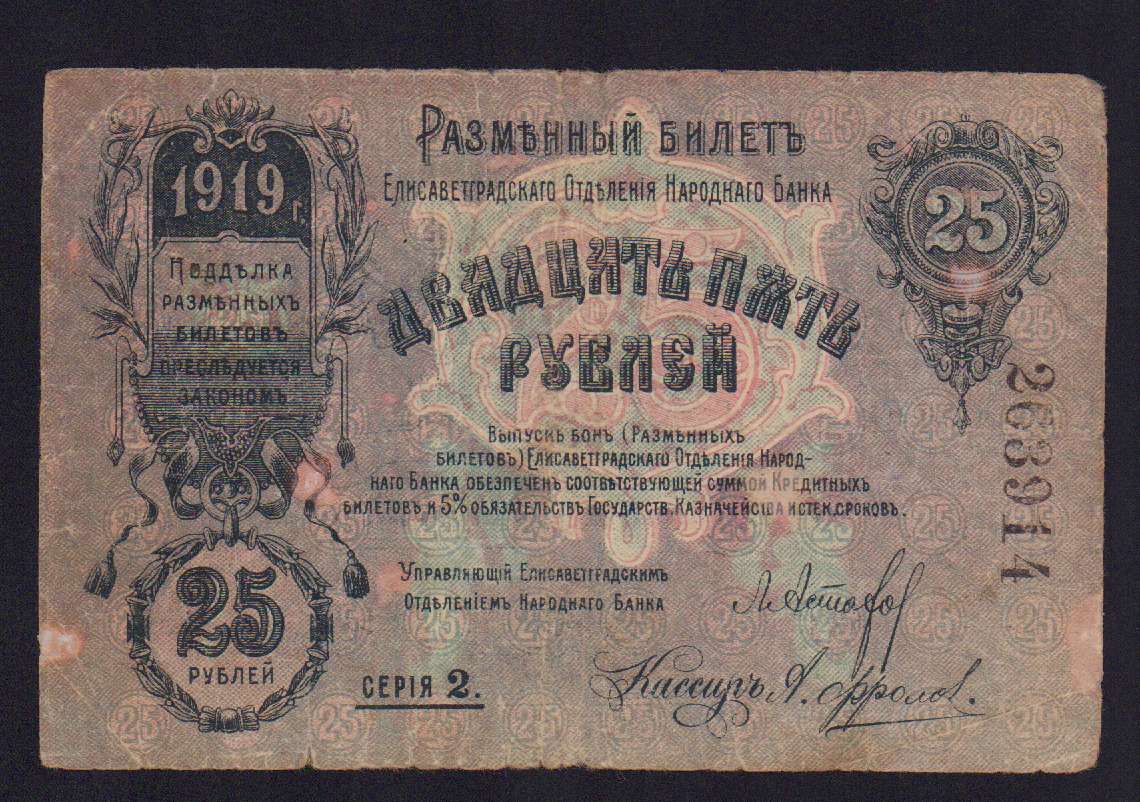 Размѣнный билетъ
Елисаветградскаго Отдѣленія Народнаго Банка
1919 г.
Поддѣлка
размѣнныхъ
билетовъ
преслѣдуется
закономъ
25
Двадцать пять
рублей
263914
Выпускъ бонъ (Размѣнныхъ
билетовъ) Елисаветградскаго Отдѣленія Народ-
наго Банка обезпеченъ соотвѣтствующей суммой Кредитныхъ
билетовъ и 5% обязательствъ Государств. Казначейства истек. сроковъ.
Управляющій Елисаветградскимъ
Отдѣленіемъ Народнаго Банка
25
рублей
Серія 2.
Кассиръ А. Фролов.